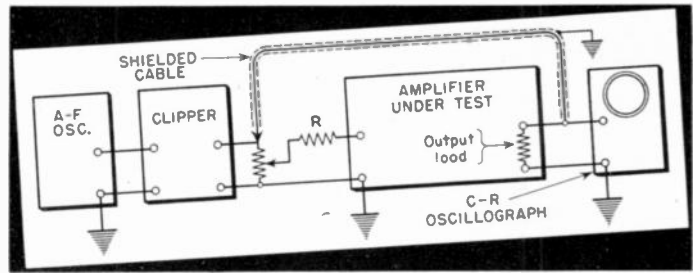 SHIELDED
CABLE
A-F
OSC.
CLIPPER
R
AMPLIFIER
UNDER TEST
Output
load
C-R
OSCILLOGRAPH